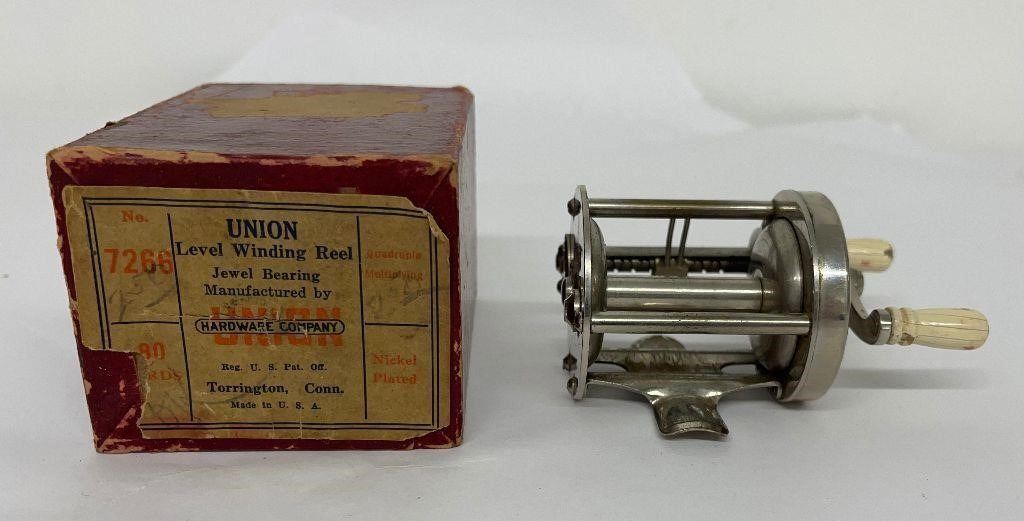 No.
7266
UNION
Level Winding Reel
Jewel Bearing
Manufactured by
UNION
HARDWARE COMPANY
Reg. U. S. Pat. Off.
Torrington, Conn.
Made in U. S. A.
Quadruple
Multiplying
80
RDS
Nickel
Plated